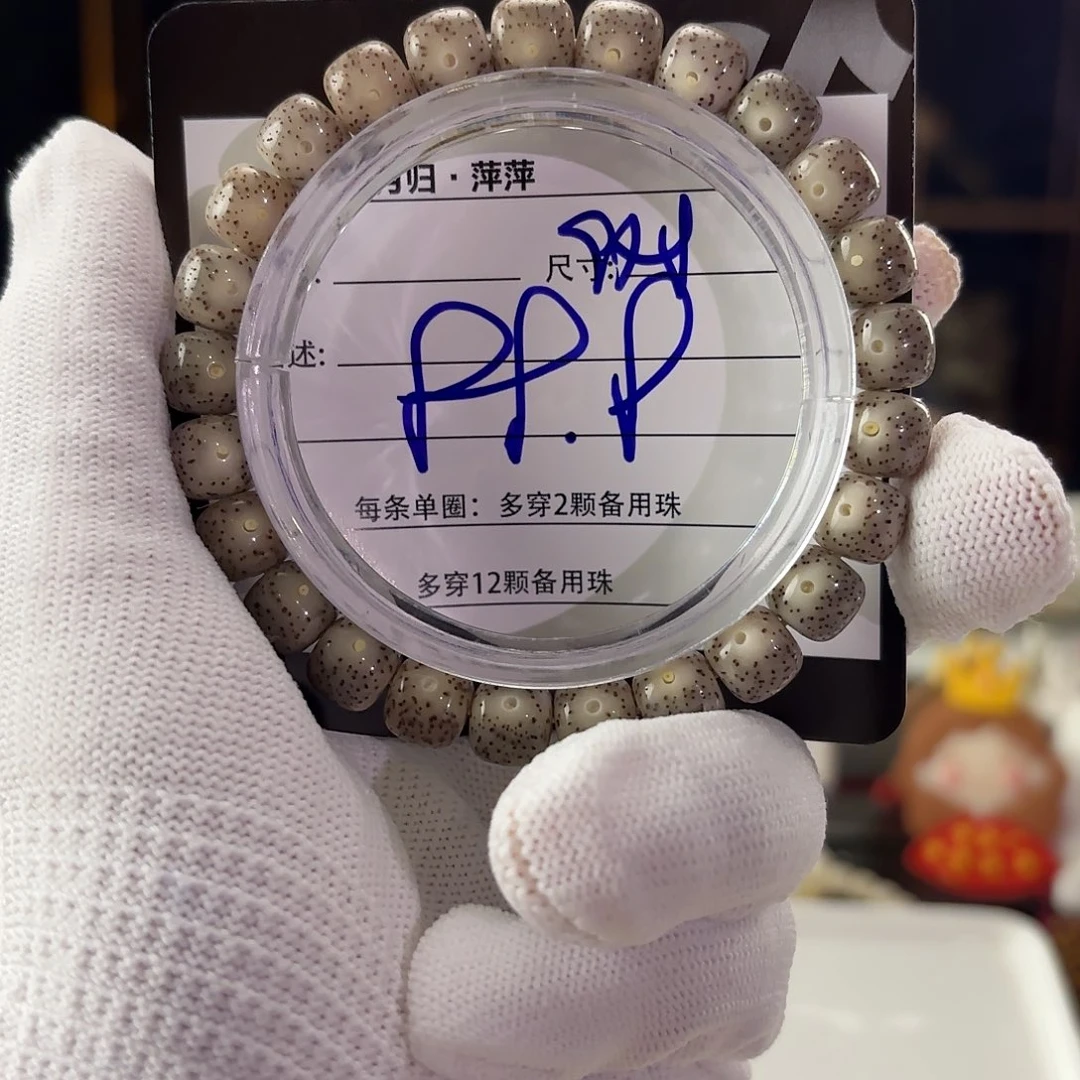 归 · 萍萍
尺寸:
述:
PP.P
每条单圈：多穿2颗备用珠
多穿12颗备用珠